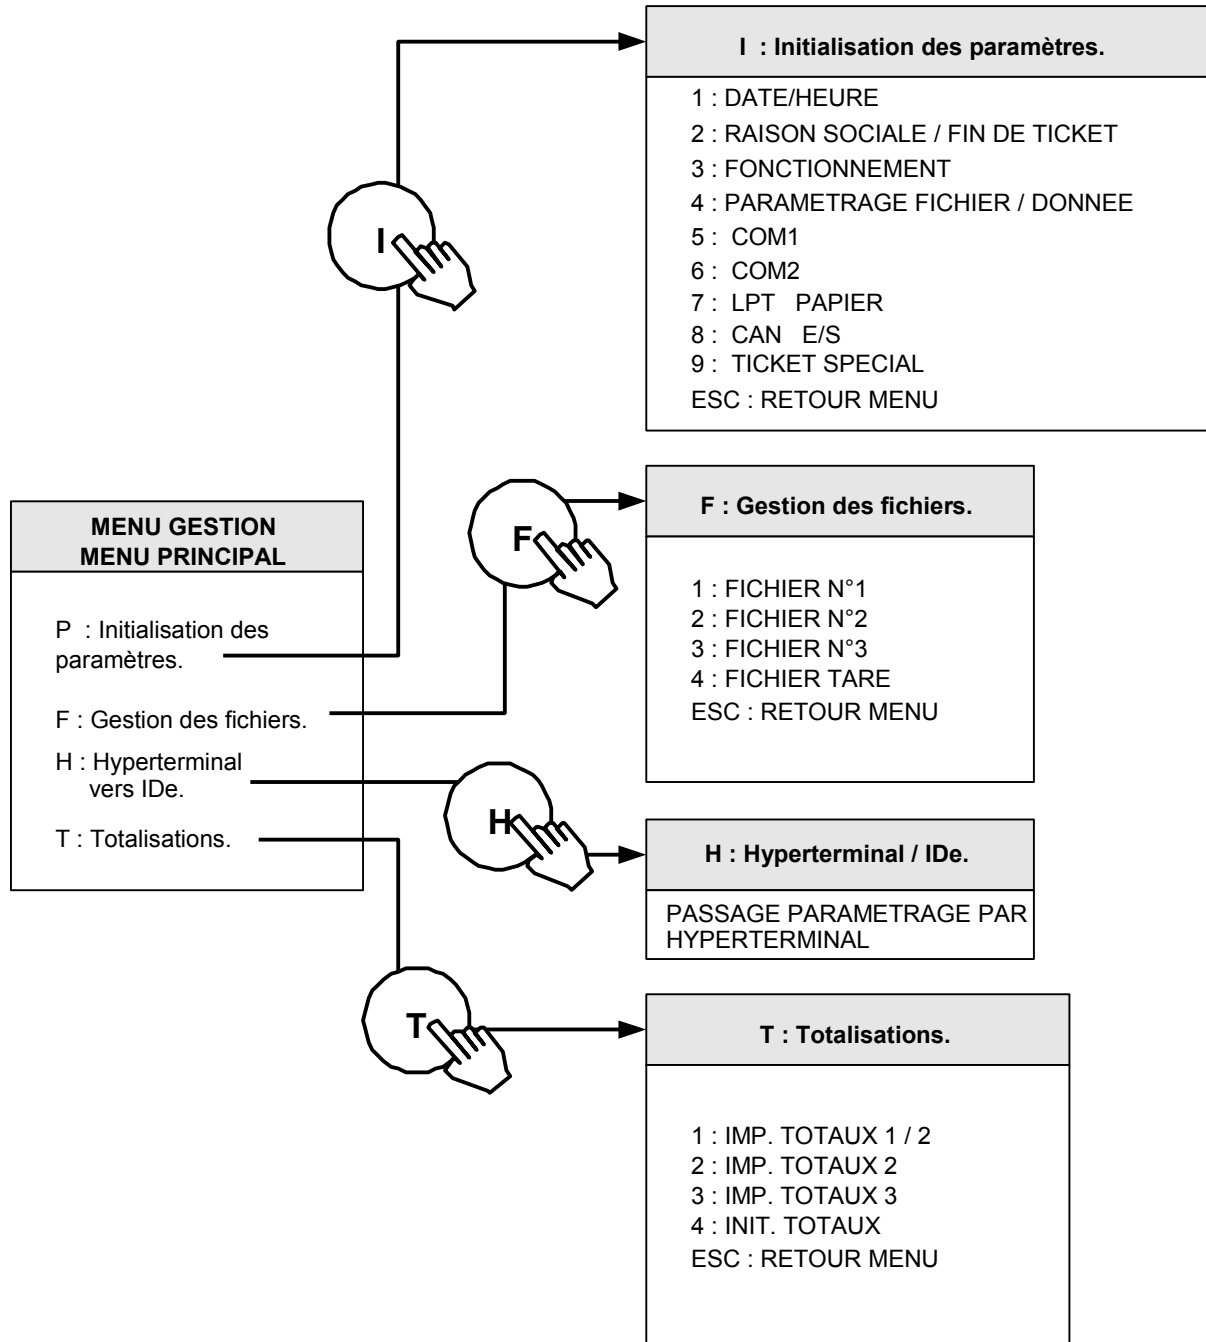 I : Initialisation des paramètres.
1 : DATE/HEURE
2 : RAISON SOCIALE / FIN DE TICKET
3 : FONCTIONNEMENT
4 : PARAMETRAGE FICHIER / DONNEE
5 : COM1
6 : COM2
7 : LPT PAPIER
8 : CAN E/S
9 : TICKET SPECIAL
ESC : RETOUR MENU
I
MENU GESTION
MENU PRINCIPAL
P : Initialisation des
paramètres.
F : Gestion des fichiers.
H : Hyperterminal
vers IDe.
T : Totalisations.
F
F : Gestion des fichiers.
1 : FICHIER N°1
2 : FICHIER N°2
3 : FICHIER N°3
4 : FICHIER TARE
ESC : RETOUR MENU
H
H : Hyperterminal / IDe.
PASSAGE PARAMETRAGE PAR
HYPERTERMINAL
T
T : Totalisations.
1 : IMP. TOTAUX 1 / 2
2 : IMP. TOTAUX 2
3 : IMP. TOTAUX 3
4 : INIT. TOTAUX
ESC : RETOUR MENU